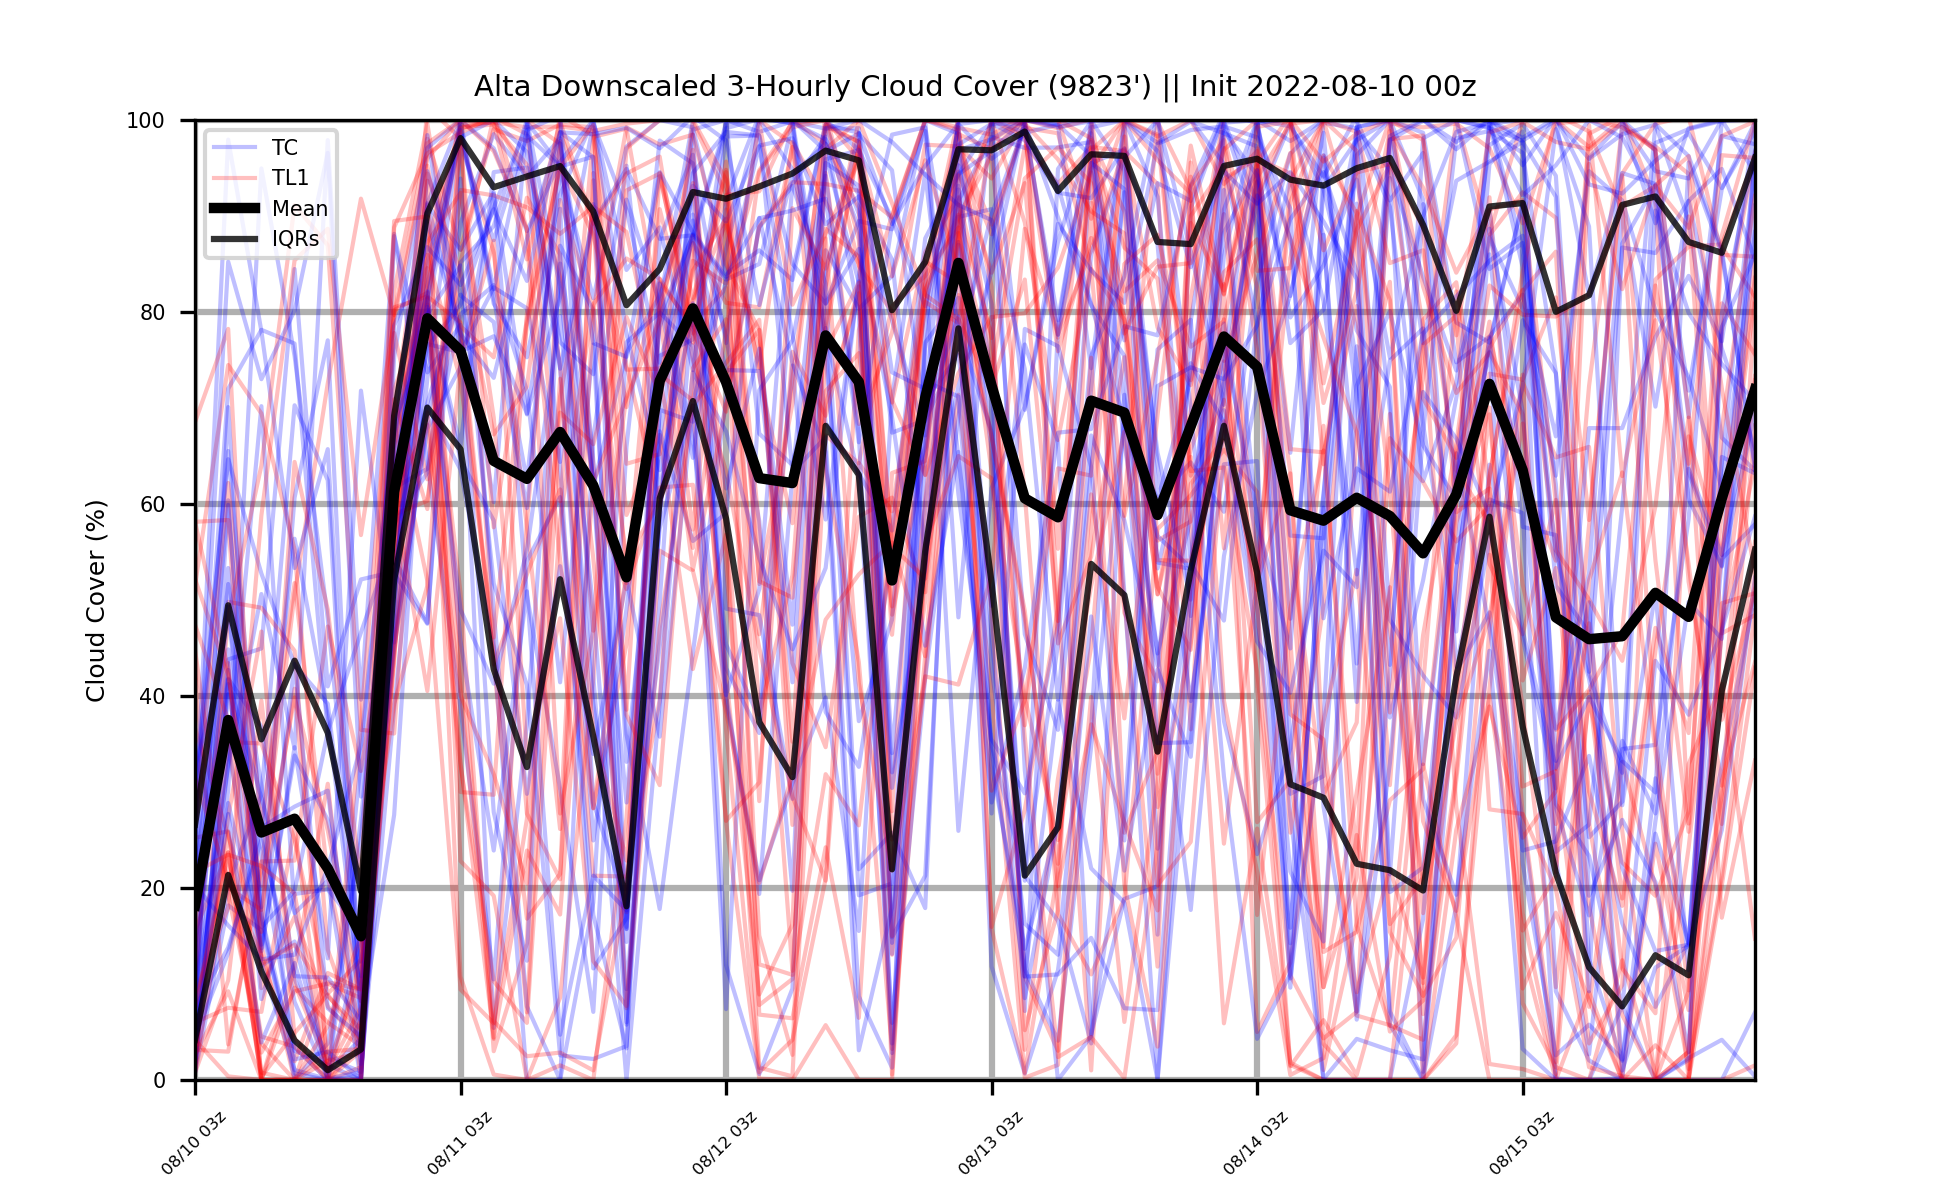 Alta Downscaled 3-Hourly Cloud Cover (9823') || Init 2022-08-10 00z
Cloud Cover (%)
100
80
60
40
20
0
TC
TL1
Mean
IQRs
08/10 03z
08/11 03z
08/12 03z
08/13 03z
08/14 03z
08/15 03z